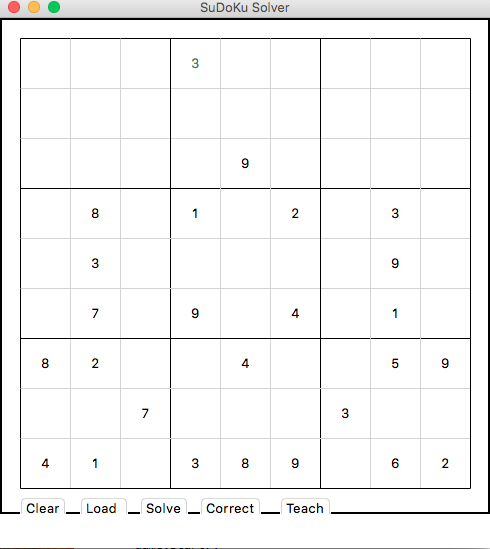 SuDoKu Solver
3
9
8 1 2 3
3 9
7 9 4 1
8 2 4 5 9
7 3
4 1 3 8 9 6 2
Clear Load Solve Correct Teach